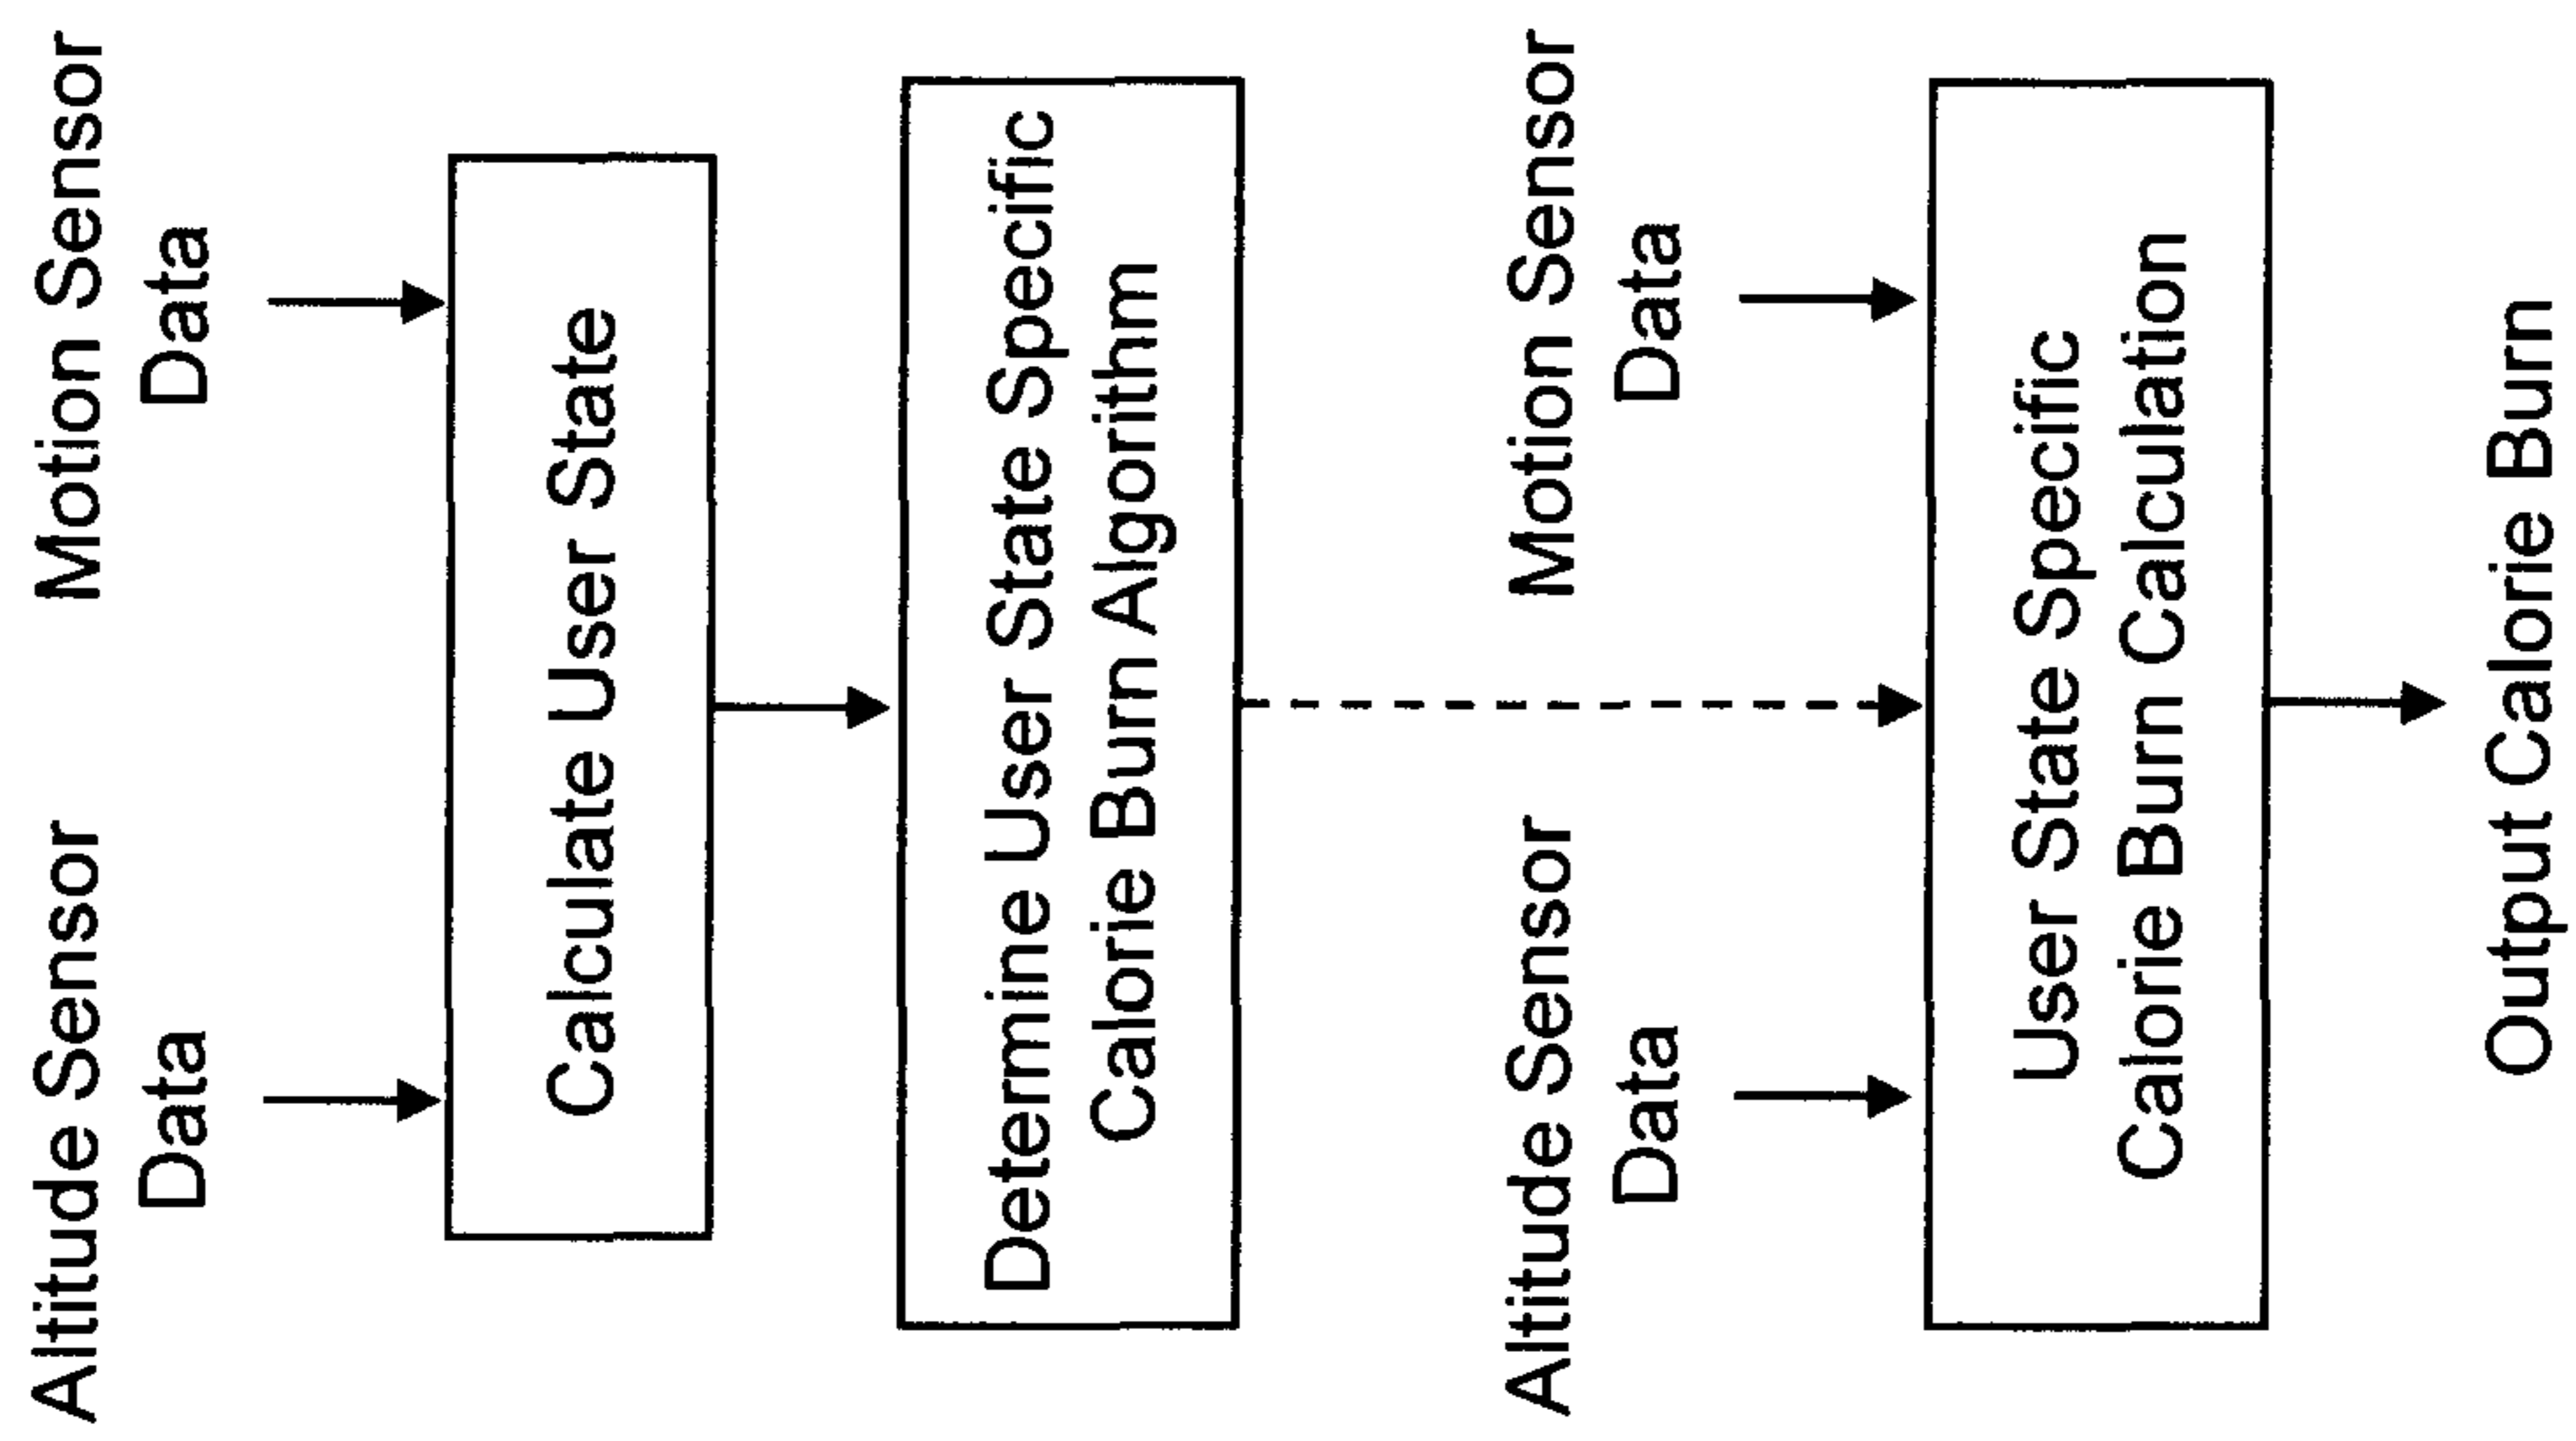 Altitude Sensor
Data
Motion Sensor
Data
Calculate User State
Determine User State Specific
Calorie Burn Algorithm
Altitude Sensor
Data
Motion Sensor
Data
User State Specific
Calorie Burn Calculation
Output Calorie Burn